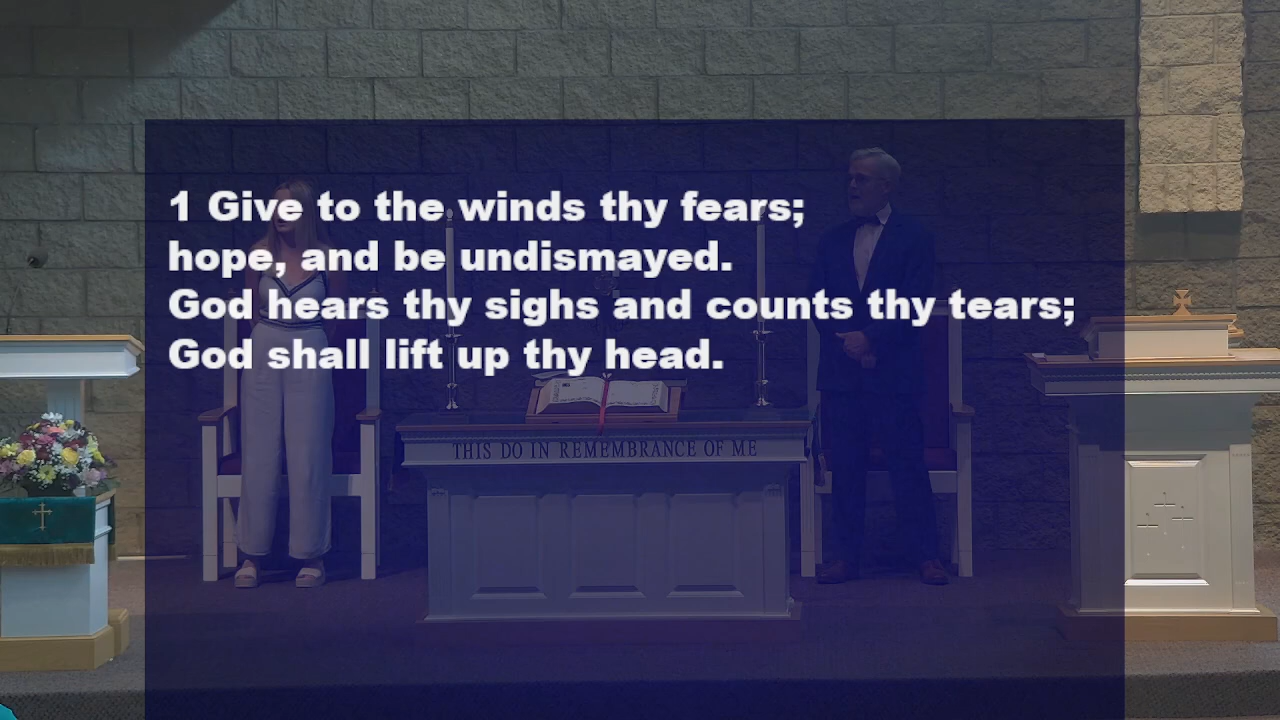 1 Give to the winds thy fears;
hope, and be undismayed.
God hears thy sighs and counts thy tears;
God shall lift up thy head.
THIS DO IN REMEMBRANCE OF ME